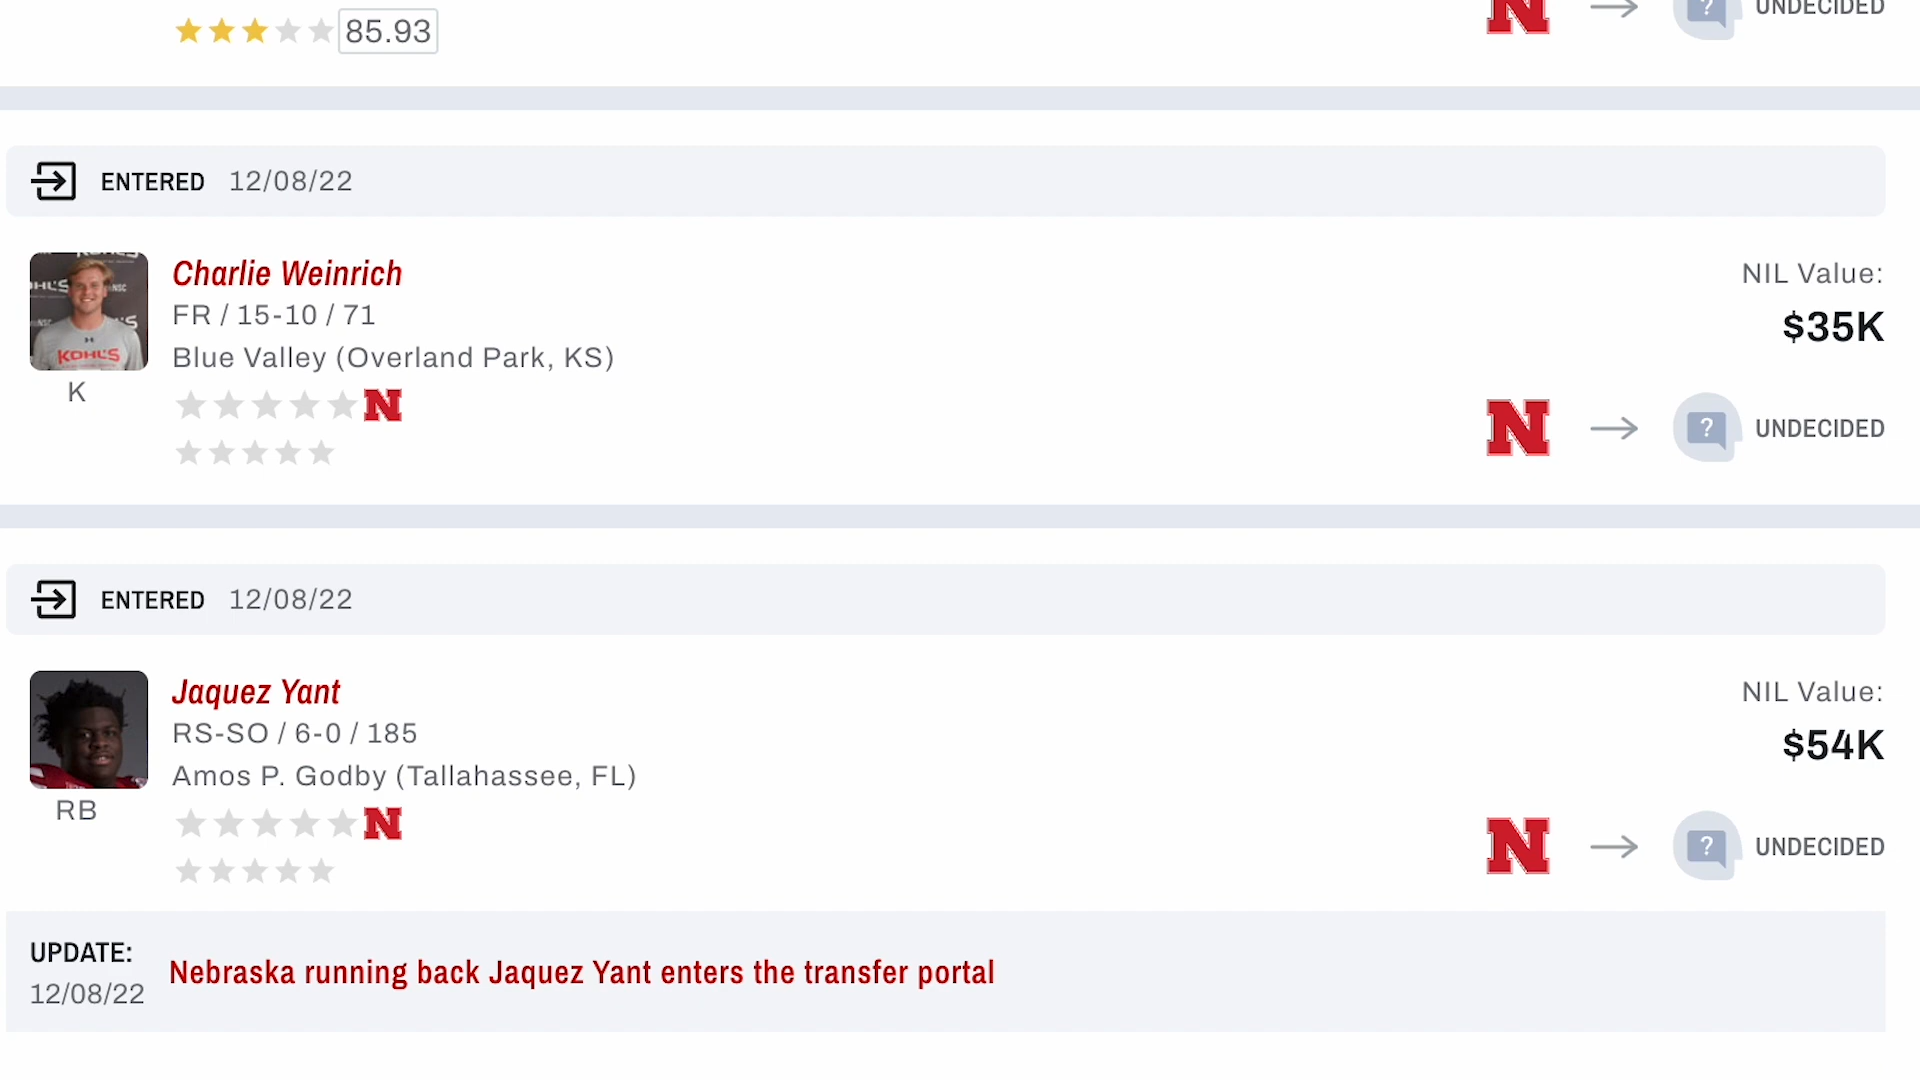 UNDECIDED
85.93
ENTERED 12/08/22
Charlie Weinrich
FR / 15-10 / 71
Blue Valley (Overland Park, KS)
K
N
NIL Value:
$35K
N ? UNDECIDED
ENTERED 12/08/22
Jaquez Yant
RS-SO / 6-0 / 185
Amos P. Godby (Tallahassee, FL)
RB
N
NIL Value:
$54K
N ? UNDECIDED
UPDATE:
12/08/22
Nebraska running back Jaquez Yant enters the transfer portal